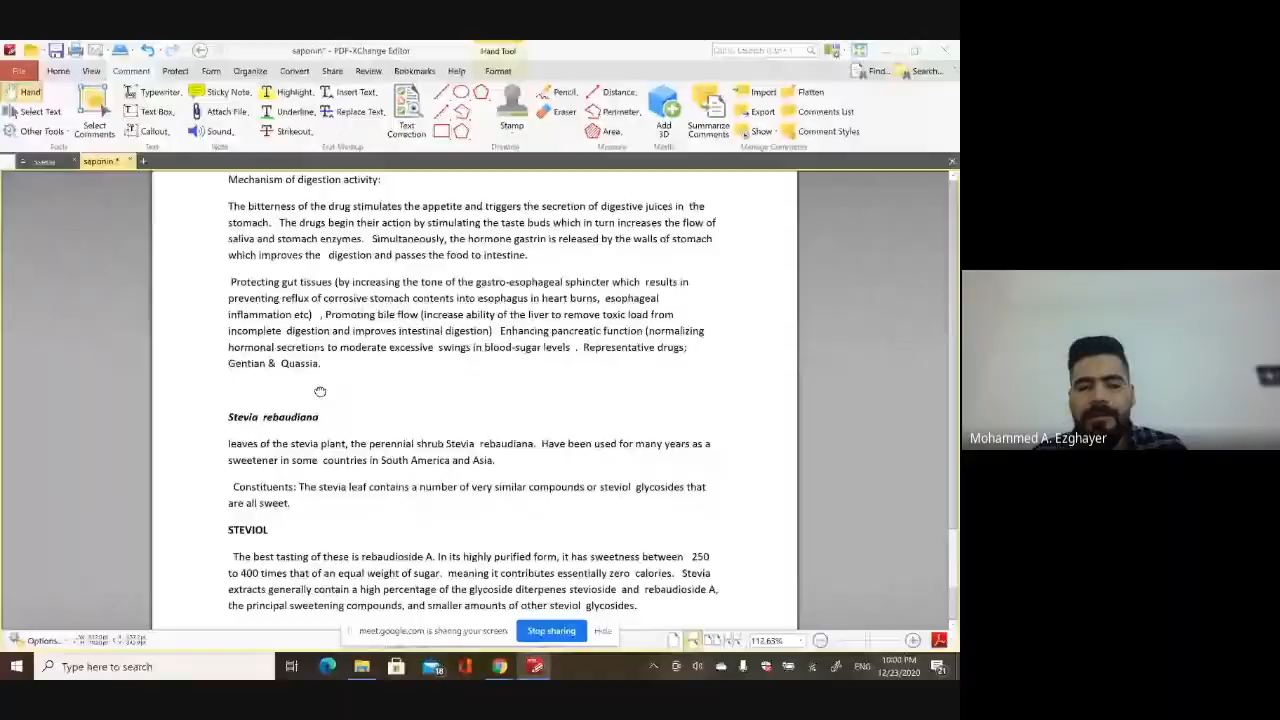 saponin* - PDF-XChange Editor
Hand Tool
File Home View Comment Protect Form Organize Convert Share Review Bookmarks Help Format Find... Search...
Hand Typewriter Sticky Note Highlight Insert Text Pencil Distance Import Flatten
Select Text Text Box Attach File Underline Replace Text Eraser Perimeter Export Comments List
Other Tools Callout Sound Strikeout Area Show Comment Styles
Select Comments
Text Correction
Stamp
Add 3D
Summarize Comments
Manage Comments
saponin *
Mechanism of digestion activity:
The bitterness of the drug stimulates the appetite and triggers the secretion of digestive juices in the
stomach. The drugs begin their action by stimulating the taste buds which in turn increases the flow of
saliva and stomach enzymes. Simultaneously, the hormone gastrin is released by the walls of stomach
which improves the digestion and passes the food to intestine.
Protecting gut tissues (by increasing the tone of the gastro-esophageal sphincter which results in
preventing reflux of corrosive stomach contents into esophagus in heart burns, esophageal
inflammation etc) , Promoting bile flow (increase ability of the liver to remove toxic load from
incomplete digestion and improves intestinal digestion) Enhancing pancreatic function (normalizing
hormonal secretions to moderate excessive swings in blood-sugar levels . Representative drugs;
Gentian & Quassia.
Stevia rebaudiana
leaves of the stevia plant, the perennial shrub Stevia rebaudiana. Have been used for many years as a
sweetener in some countries in South America and Asia.
Constituents: The stevia leaf contains a number of very similar compounds or steviol glycosides that
are all sweet.
STEVIOL
The best tasting of these is rebaudioside A. In its highly purified form, it has sweetness between 250
to 400 times that of an equal weight of sugar. meaning it contributes essentially zero calories. Stevia
extracts generally contain a high percentage of the glycoside diterpenes stevioside and rebaudioside A,
the principal sweetening compounds, and smaller amounts of other steviol glycosides.
meet.google.com is sharing your screen. Stop sharing Hide
Options... 112.63%
Type here to search
ENG
10:00 PM
12/23/2020
Mohammed A. Ezghayer